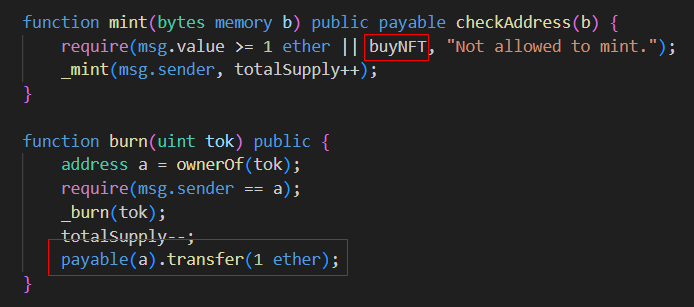 function mint(bytes memory b) public payable checkAddress(b) {
require(msg.value >= 1 ether || buyNFT, "Not allowed to mint.");
_mint(msg.sender, totalSupply++);
}
function burn(uint tok) public {
address a = ownerOf(tok);
require(msg.sender == a);
_burn(tok);
totalSupply--;
payable(a).transfer(1 ether);
}